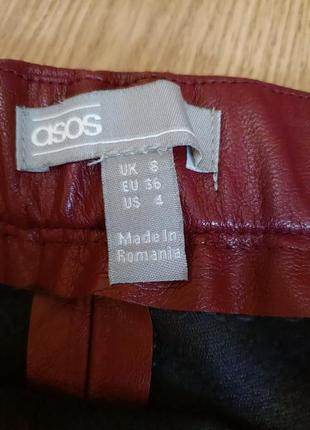 asos
UK 8
EU 36
US 4
Made In
Romania